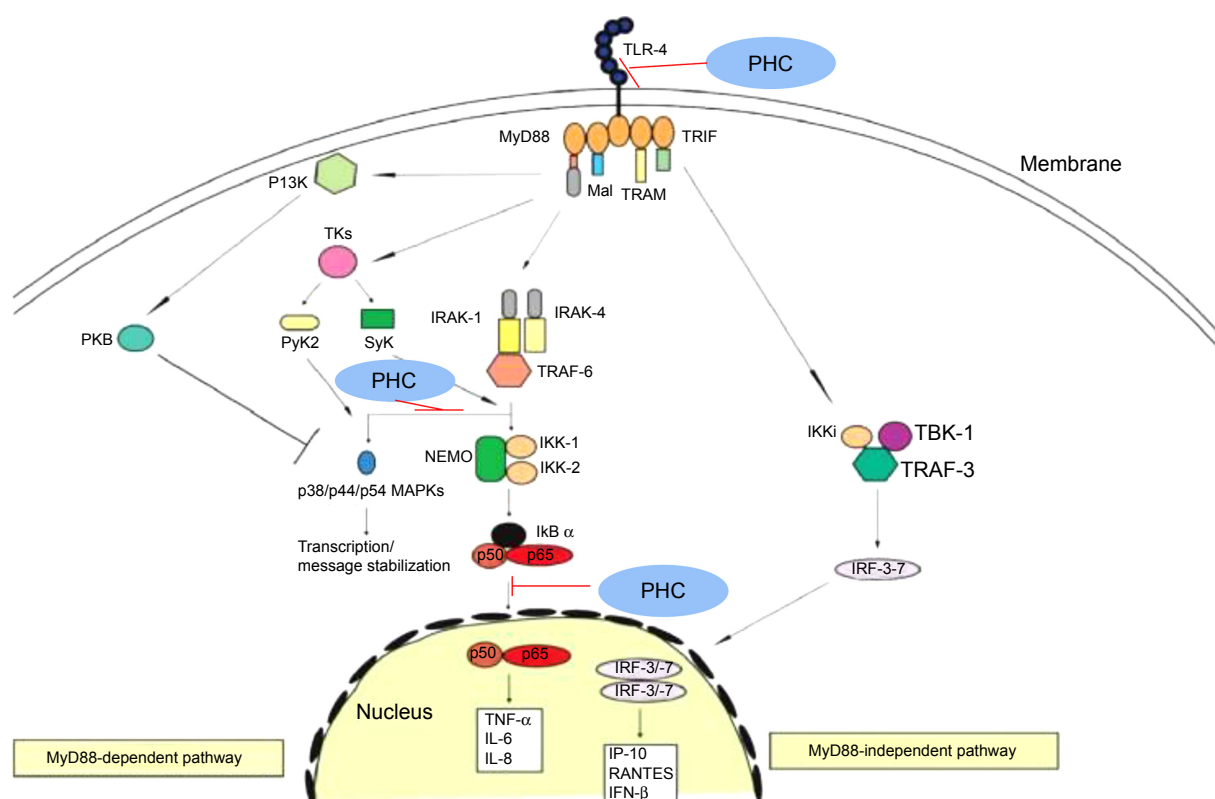 TLR-4
PHC
MyD88
TRIF
Membrane
P13K
Mal
TRAM
TKs
PKB
PyK2
SyK
IRAK-1
IRAK-4
TRAF-6
PHC
IKKi
TBK-1
TRAF-3
NEMO
IKK-1
IKK-2
p38/p44/p54 MAPKs
IkB α
p50
p65
Transcription/
message stabilization
IRF-3-7
PHC
p50
p65
IRF-3/-7
IRF-3/-7
Nucleus
TNF-α
IL-6
IL-8
MyD88-dependent pathway
IP-10
RANTES
IFN-β
MyD88-independent pathway